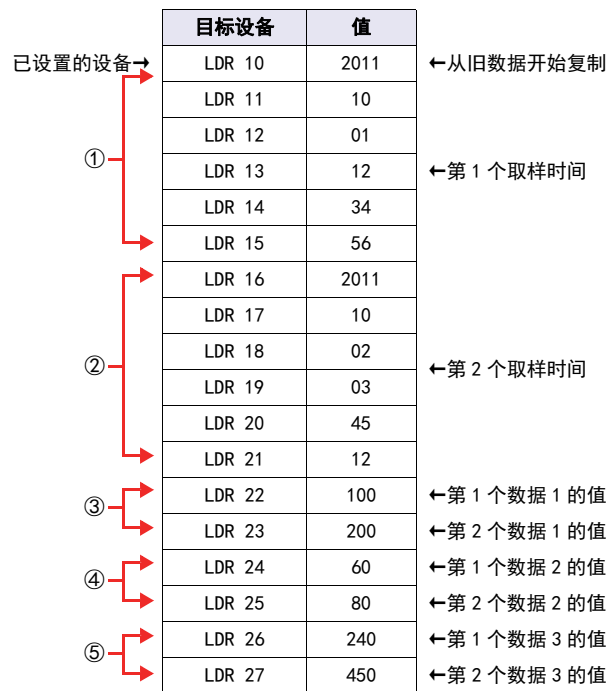 目标设备 值
已设置的设备→ LDR 10 2011 ←从旧数据开始复制
LDR 11 10
LDR 12 01
① LDR 13 12 ←第 1 个取样时间
LDR 14 34
LDR 15 56
LDR 16 2011
LDR 17 10
② LDR 18 02 ←第 2 个取样时间
LDR 19 03
LDR 20 45
LDR 21 12
③ LDR 22 100 ←第 1 个数据 1 的值
LDR 23 200 ←第 2 个数据 1 的值
④ LDR 24 60 ←第 1 个数据 2 的值
LDR 25 80 ←第 2 个数据 2 的值
⑤ LDR 26 240 ←第 1 个数据 3 的值
LDR 27 450 ←第 2 个数据 3 的值